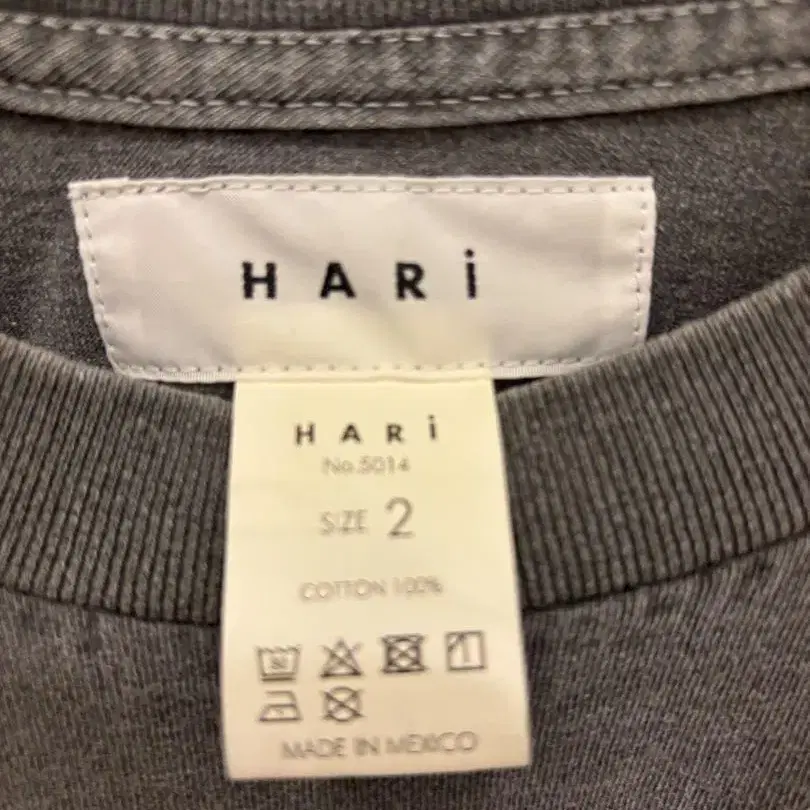 HARi
HARi
No.5014
SIZE 2
COTTON 100%
MADE IN MEXICO